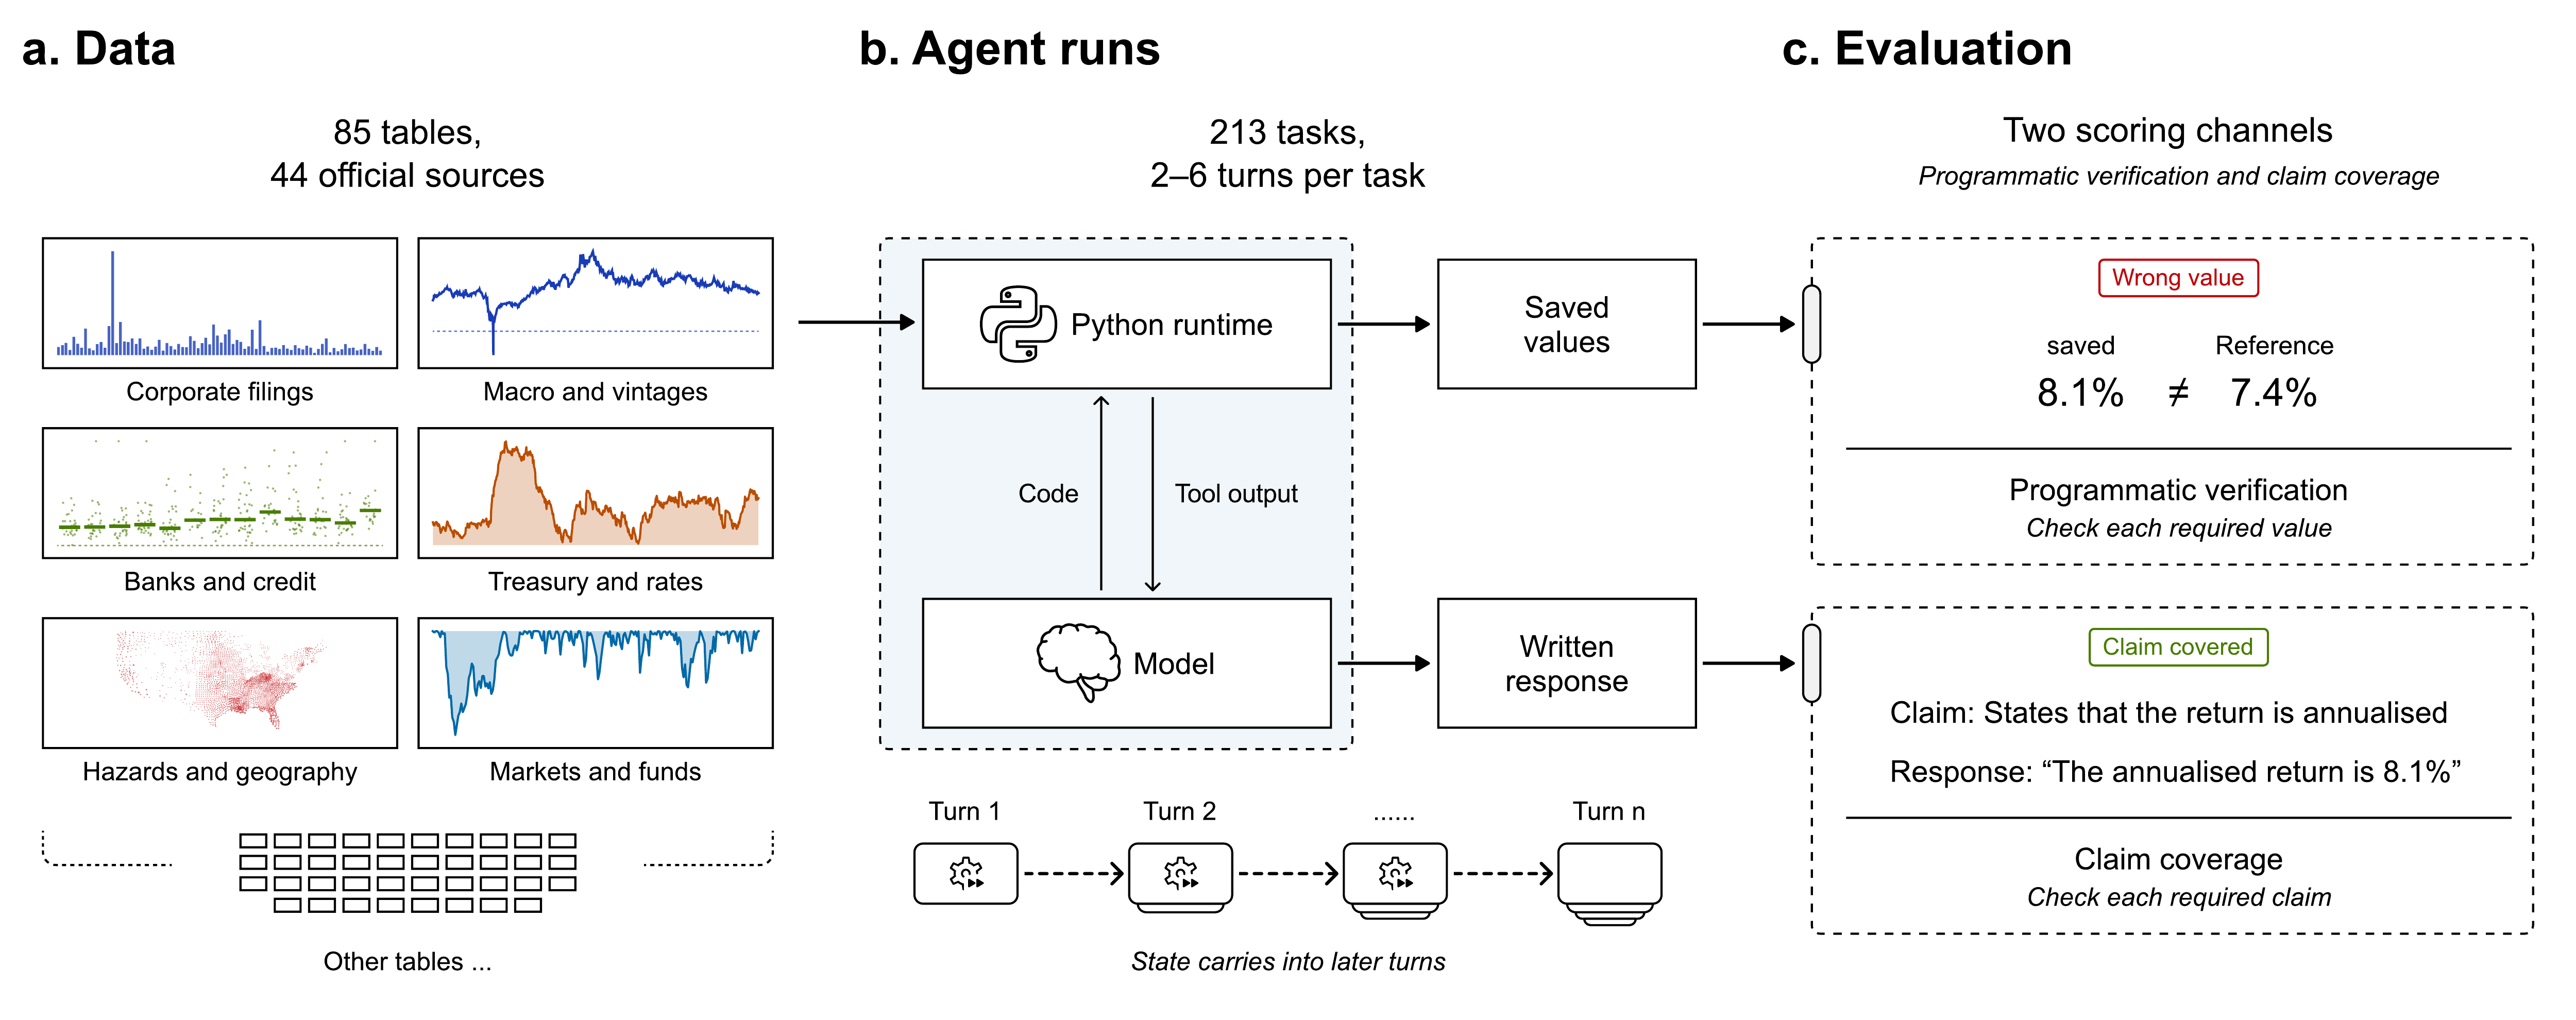 a. Data
85 tables,
44 official sources
Corporate filings
Macro and vintages
Banks and credit
Treasury and rates
Hazards and geography
Markets and funds
Other tables ...
b. Agent runs
213 tasks,
2–6 turns per task
Python runtime
Code
Tool output
Model
Saved
values
Written
response
Turn 1
Turn 2
......
Turn n
State carries into later turns
c. Evaluation
Two scoring channels
Programmatic verification and claim coverage
Wrong value
saved
Reference
8.1% ≠ 7.4%
Programmatic verification
Check each required value
Claim covered
Claim: States that the return is annualised
Response: “The annualised return is 8.1%”
Claim coverage
Check each required claim